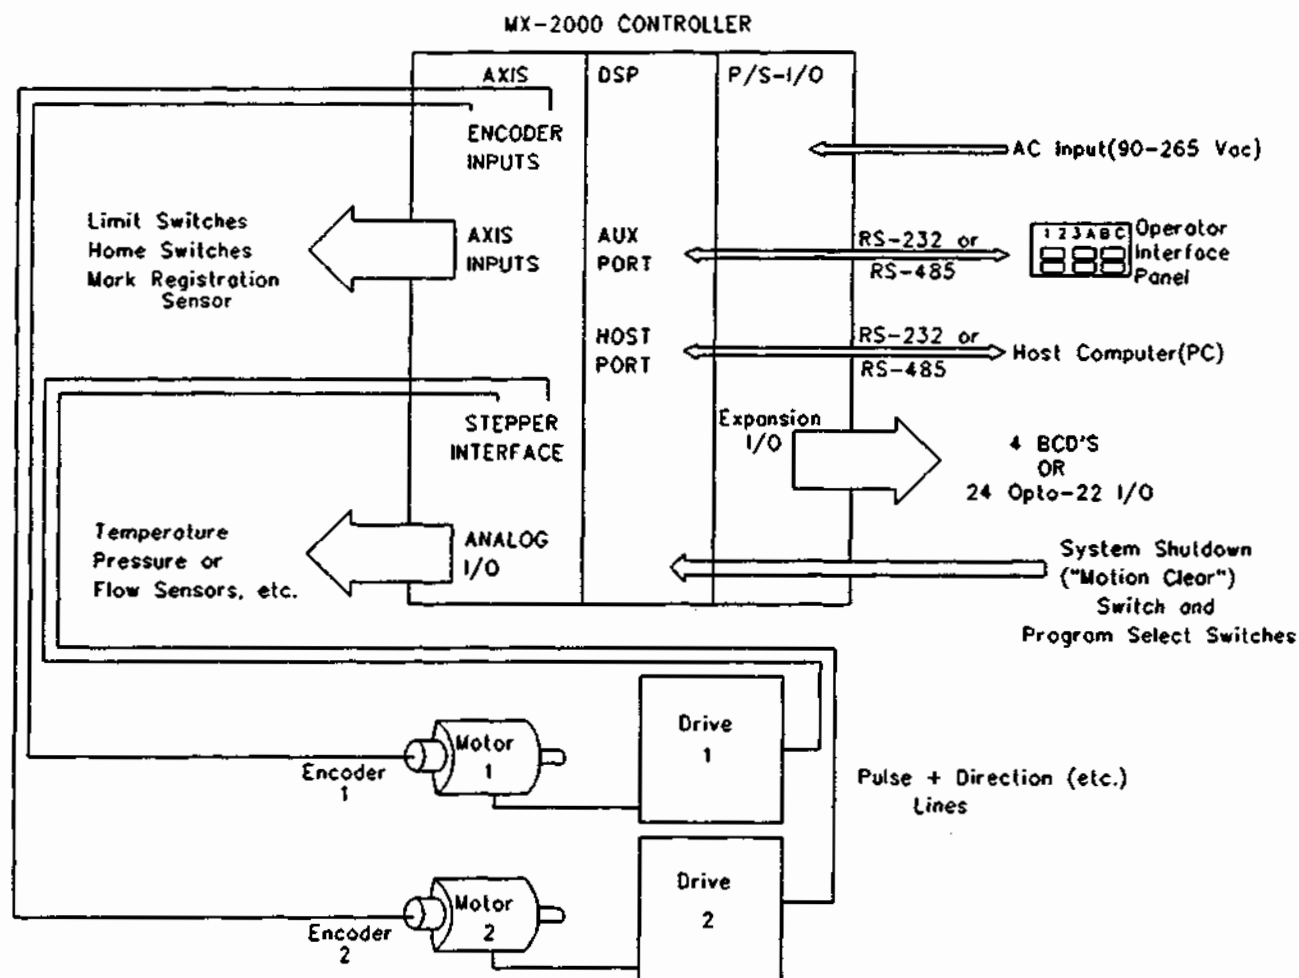 MX-2000 CONTROLLER
AXIS
DSP
P/S-I/O
ENCODER
INPUTS
AC input(90-265 Vac)
Limit Switches
Home Switches
Mark Registration
Sensor
AXIS
INPUTS
AUX
PORT
RS-232 or
RS-485
1 2 3 A B C
Operator
Interface
Panel
HOST
PORT
RS-232 or
RS-485
Host Computer(PC)
STEPPER
INTERFACE
Expansion
I/O
4 BCD'S
OR
24 Opto-22 I/O
Temperature
Pressure or
Flow Sensors, etc.
ANALOG
I/O
System Shutdown
("Motion Clear")
Switch and
Program Select Switches
Motor
1
Encoder
1
Drive
1
Pulse + Direction (etc.)
Lines
Motor
2
Encoder
2
Drive
2